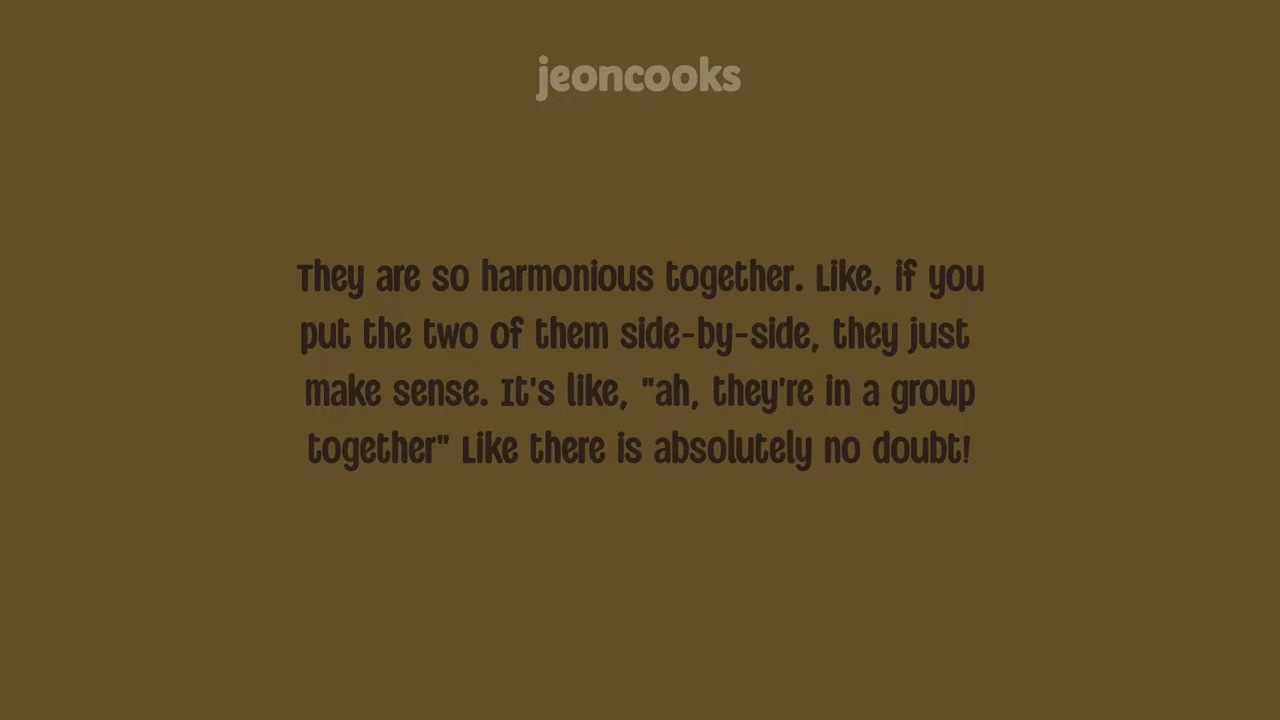 jeoncooks
They are so harmonious together. Like, if you
put the two of them side-by-side, they just
make sense. It's like, "ah, they're in a group
together" Like there is absolutely no doubt!